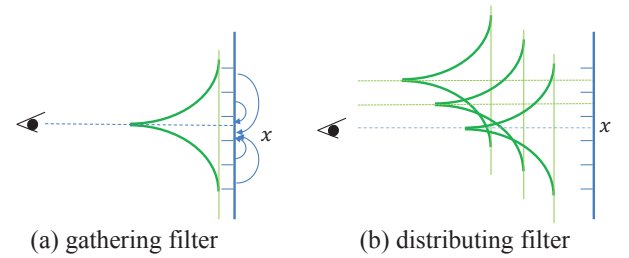 x
x
(a) gathering filter
(b) distributing filter